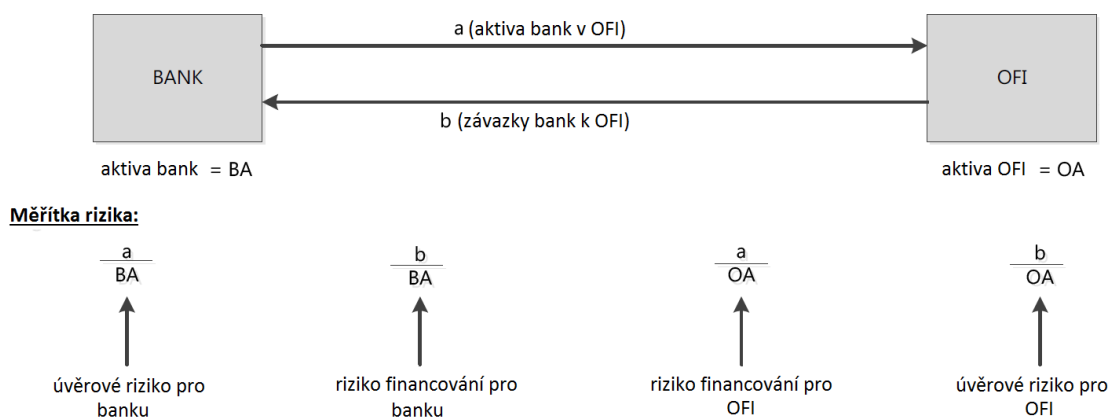 a (aktiva bank v OFI)
BANK
OFI
b (závazky bank k OFI)
aktiva bank = BA
aktiva OFI = OA
Měřítka rizika:
a
BA
b
BA
a
OA
b
OA
úvěrové riziko pro
banku
riziko financování pro
banku
riziko financování pro
OFI
úvěrové riziko pro
OFI